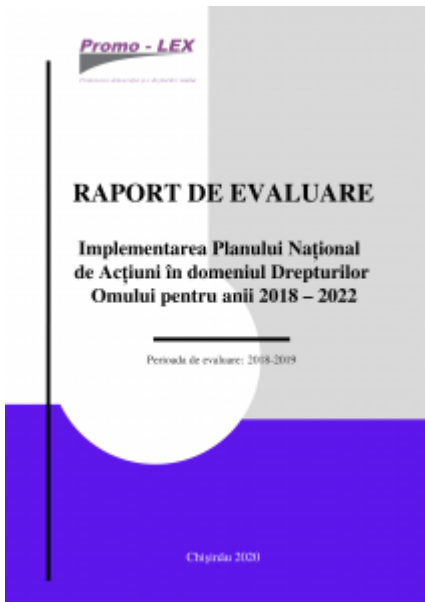 Promo - LEX
RAPORT DE EVALUARE
Implementarea Planului Național
de Acțiuni în domeniul Drepturilor
Omului pentru anii 2018 – 2022
Perioada de evaluare: 2018-2019
Chișinău 2020